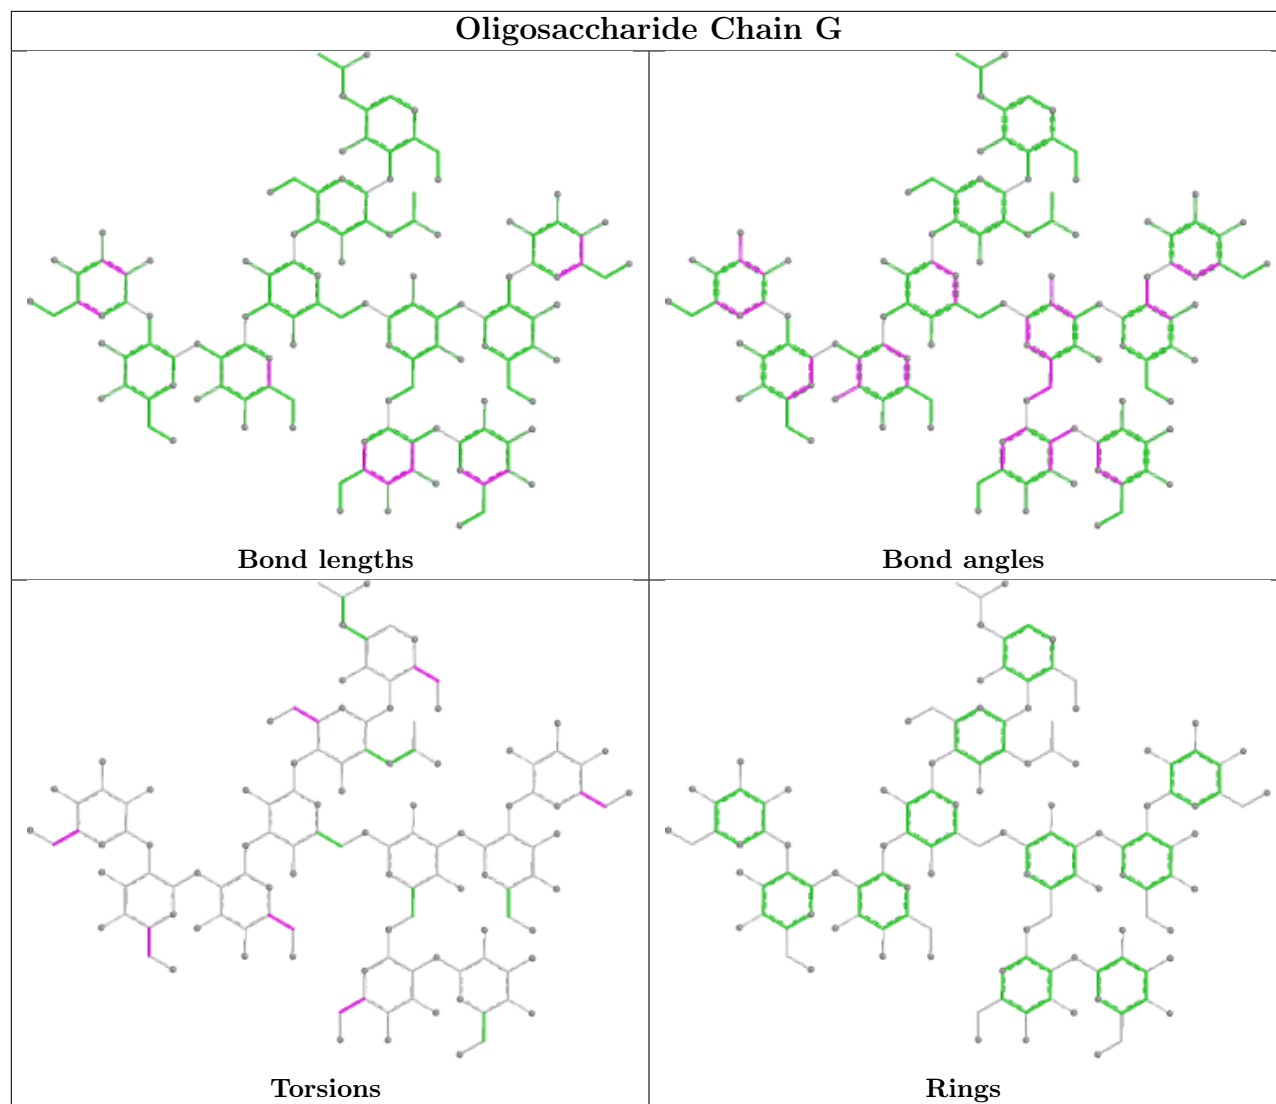 Oligosaccharide Chain G
Bond lengths
Bond angles
Torsions
Rings